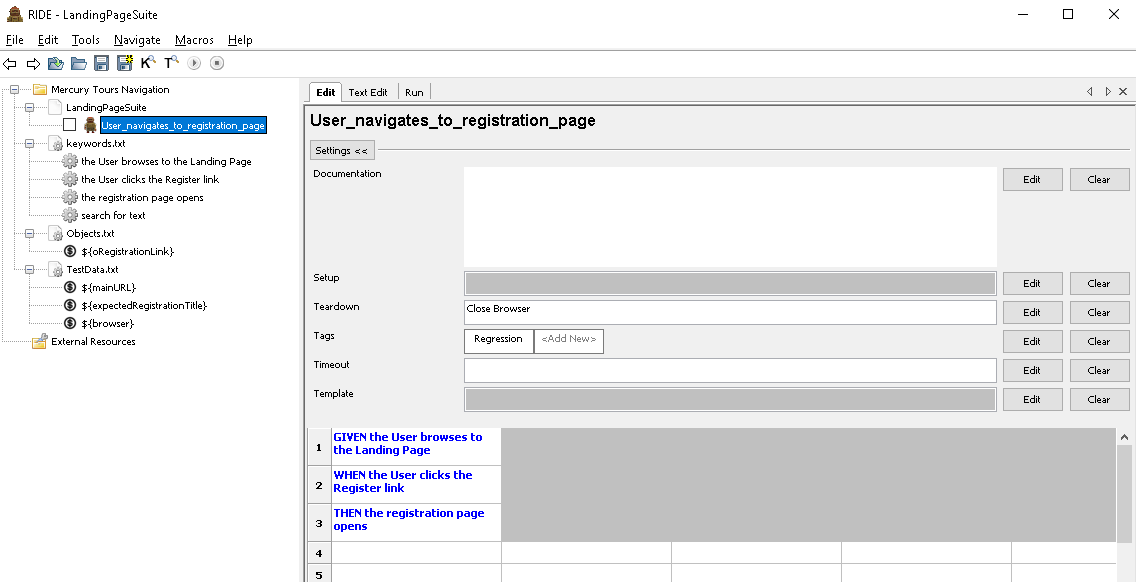 RIDE - LandingPageSuite
File Edit Tools Navigate Macros Help
K T
Mercury Tours Navigation
LandingPageSuite
User_navigates_to_registration_page
keywords.txt
the User browses to the Landing Page
the User clicks the Register link
the registration page opens
search for text
Objects.txt
${oRegistrationLink}
TestData.txt
${mainURL}
${expectedRegistrationTitle}
${browser}
External Resources
Edit Text Edit Run
User_navigates_to_registration_page
Settings <<
Documentation Edit Clear
Setup Edit Clear
Teardown Close Browser Edit Clear
Tags Regression <Add New> Edit Clear
Timeout Edit Clear
Template Edit Clear
1 GIVEN the User browses to
the Landing Page
2 WHEN the User clicks the
Register link
3 THEN the registration page
opens
4
5